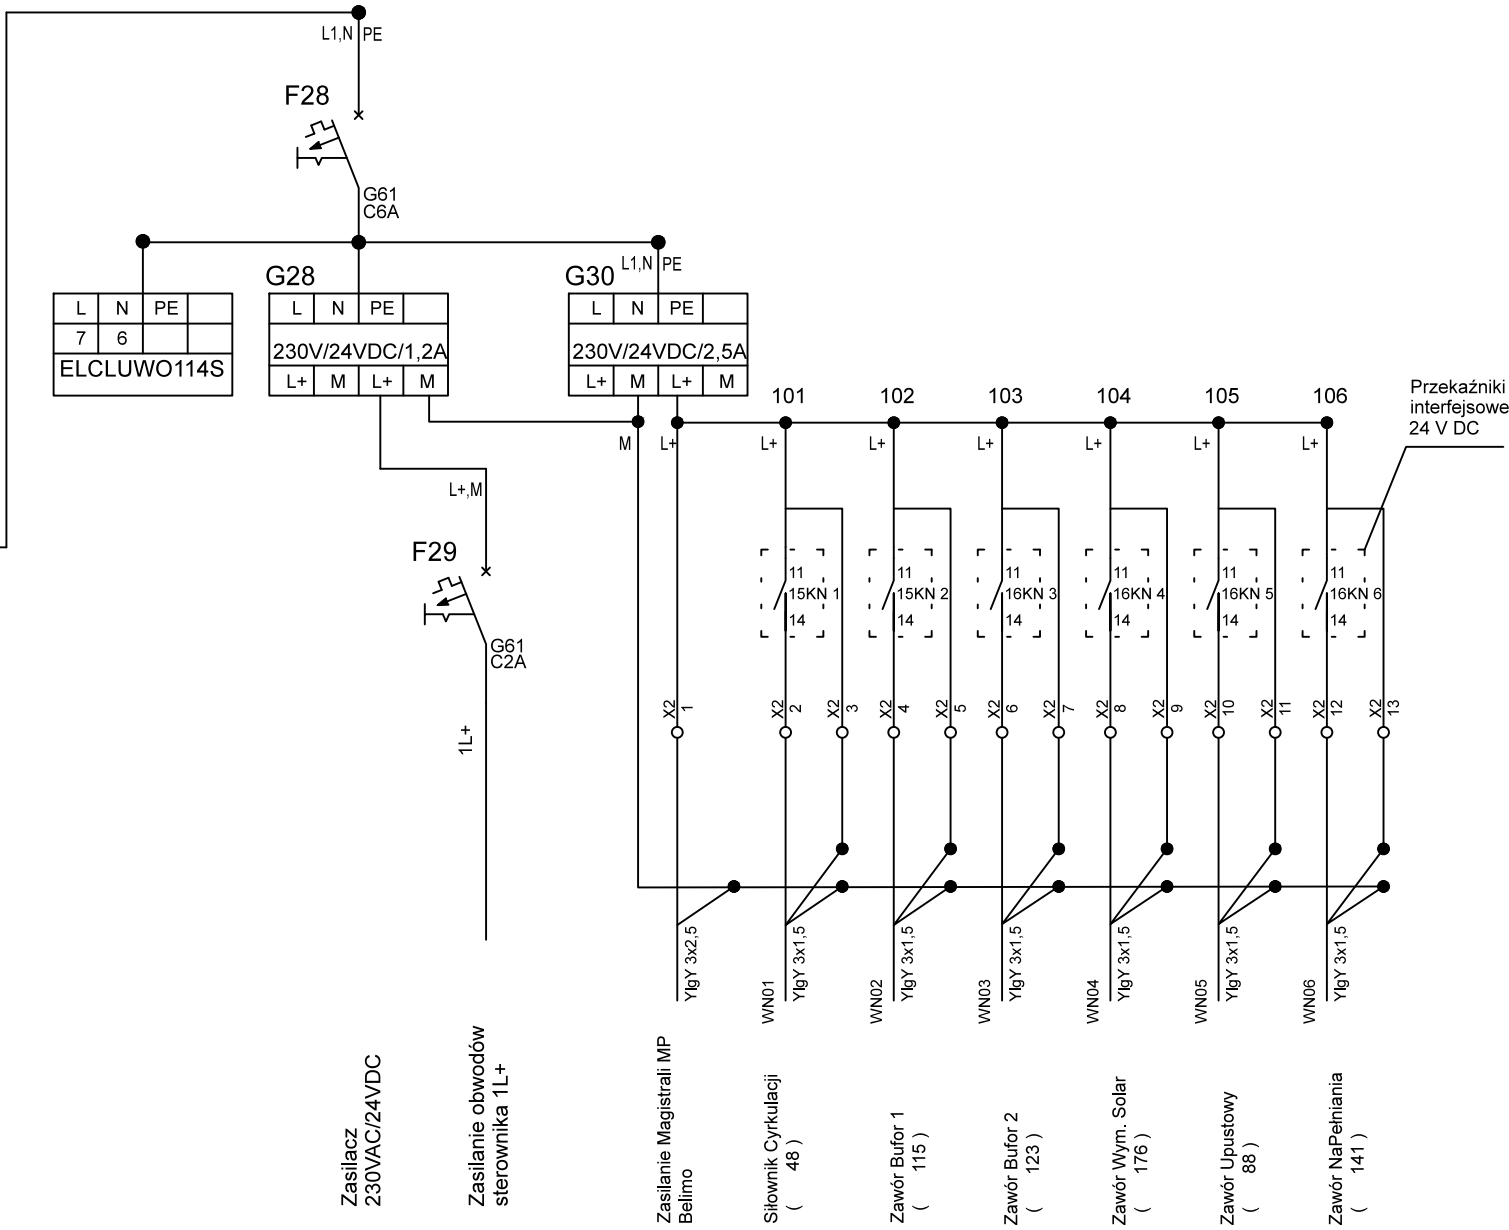 L1,N PE
F28
G61
C6A
G28
G30
L1,N PE
L N PE
7 6
ELCLUWO114S
L N PE
230V/24VDC/1,2A
L+ M L+ M
L N PE
230V/24VDC/2,5A
L+ M L+ M
101 102 103 104 105 106
Przekaźniki
interfejsowe
24 V DC
M L+ L+ L+ L+ L+ L+ L+
L+,M
F29
G61
C2A
1L+
11 11 11 11 11 11
15KN 1 15KN 2 16KN 3 16KN 4 16KN 5 16KN 6
14 14 14 14 14 14
X2 1
X2 2
X2 3
X2 4
X2 5
X2 6
X2 7
X2 8
X2 9
X2 10
X2 11
X2 12
X2 13
YlgY 3x2,5
WN01
YlgY 3x1,5
WN02
YlgY 3x1,5
WN03
YlgY 3x1,5
WN04
YlgY 3x1,5
WN05
YlgY 3x1,5
WN06
YlgY 3x1,5
Zasilacz
230VAC/24VDC
Zasilanie obwodów
sterownika 1L+
Zasilanie Magistrali MP
Belimo
Siłownik Cyrkulacji
( 48 )
Zawór Bufor 1
( 115 )
Zawór Bufor 2
( 123 )
Zawór Wym. Solar
( 176 )
Zawór Upustowy
( 88 )
Zawór NaPełniania
( 141 )